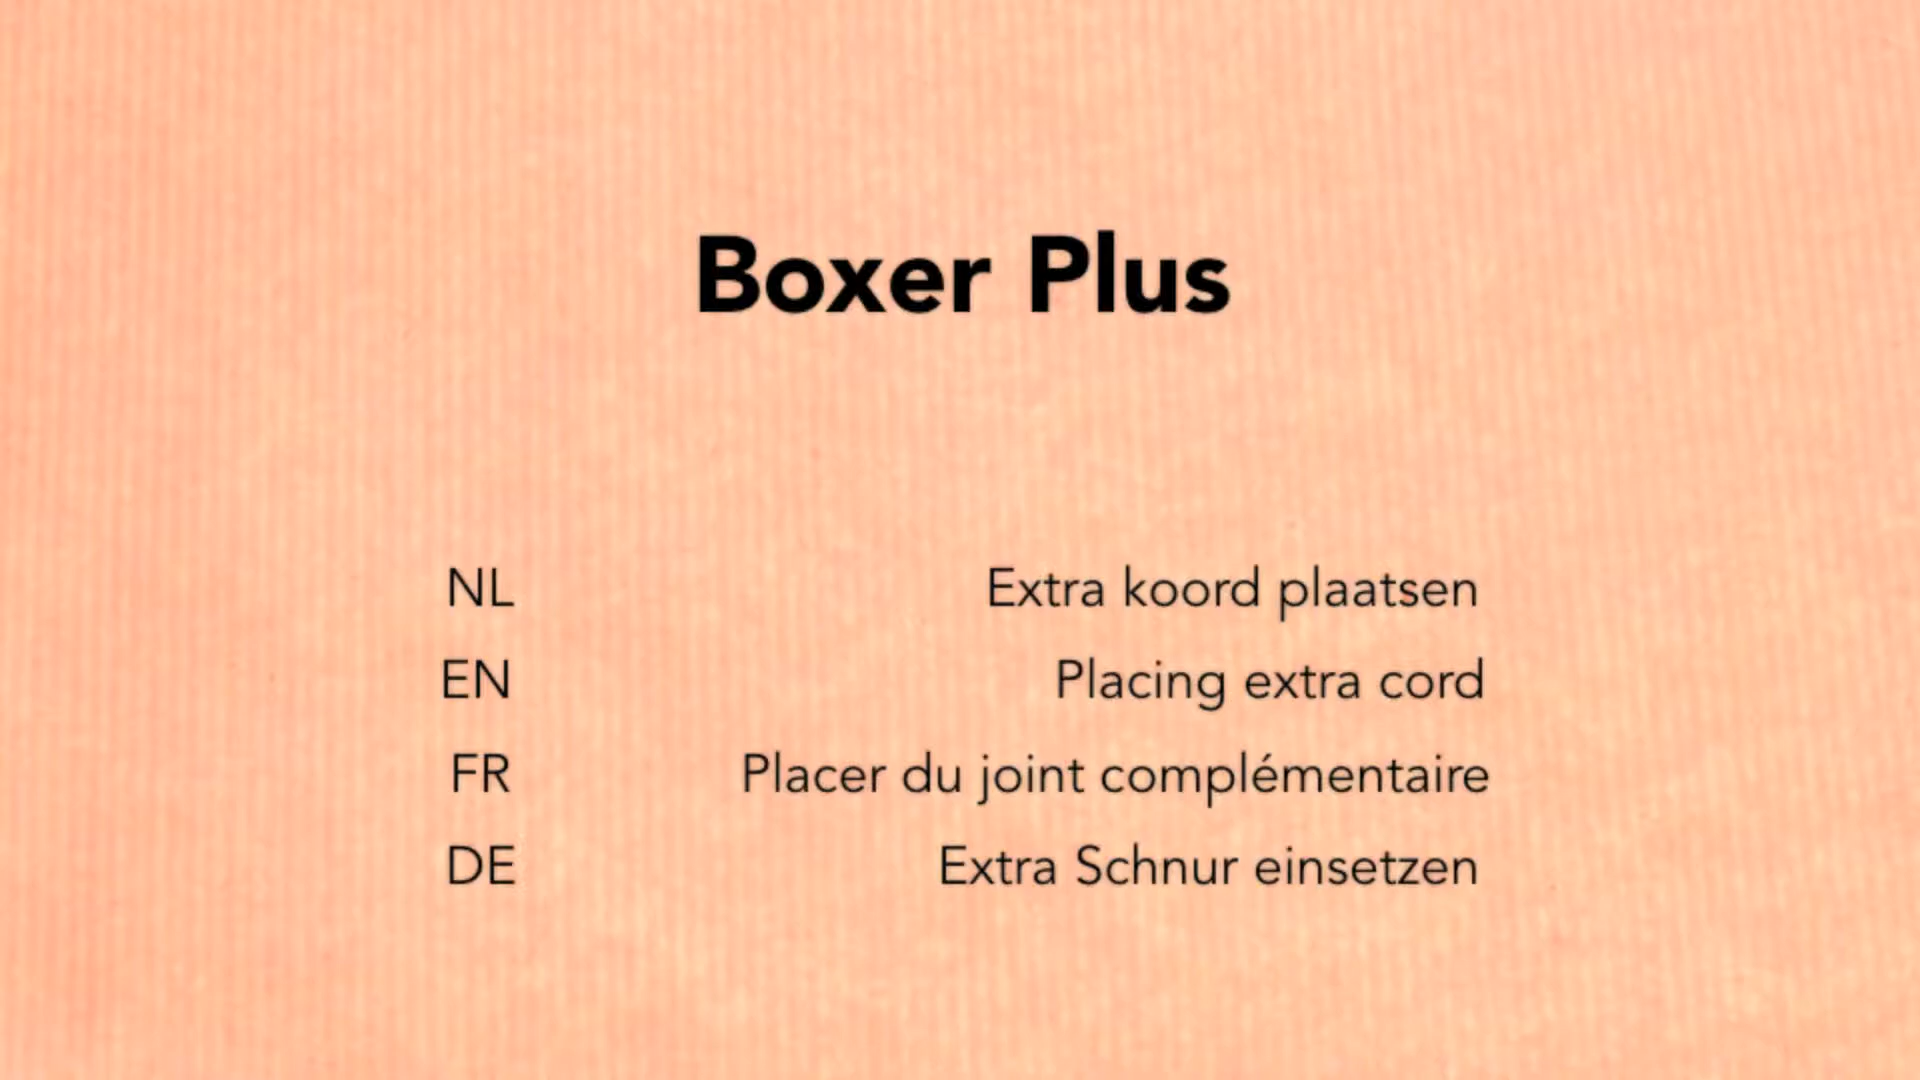 Boxer Plus
NL Extra koord plaatsen
EN Placing extra cord
FR Placer du joint complémentaire
DE Extra Schnur einsetzen